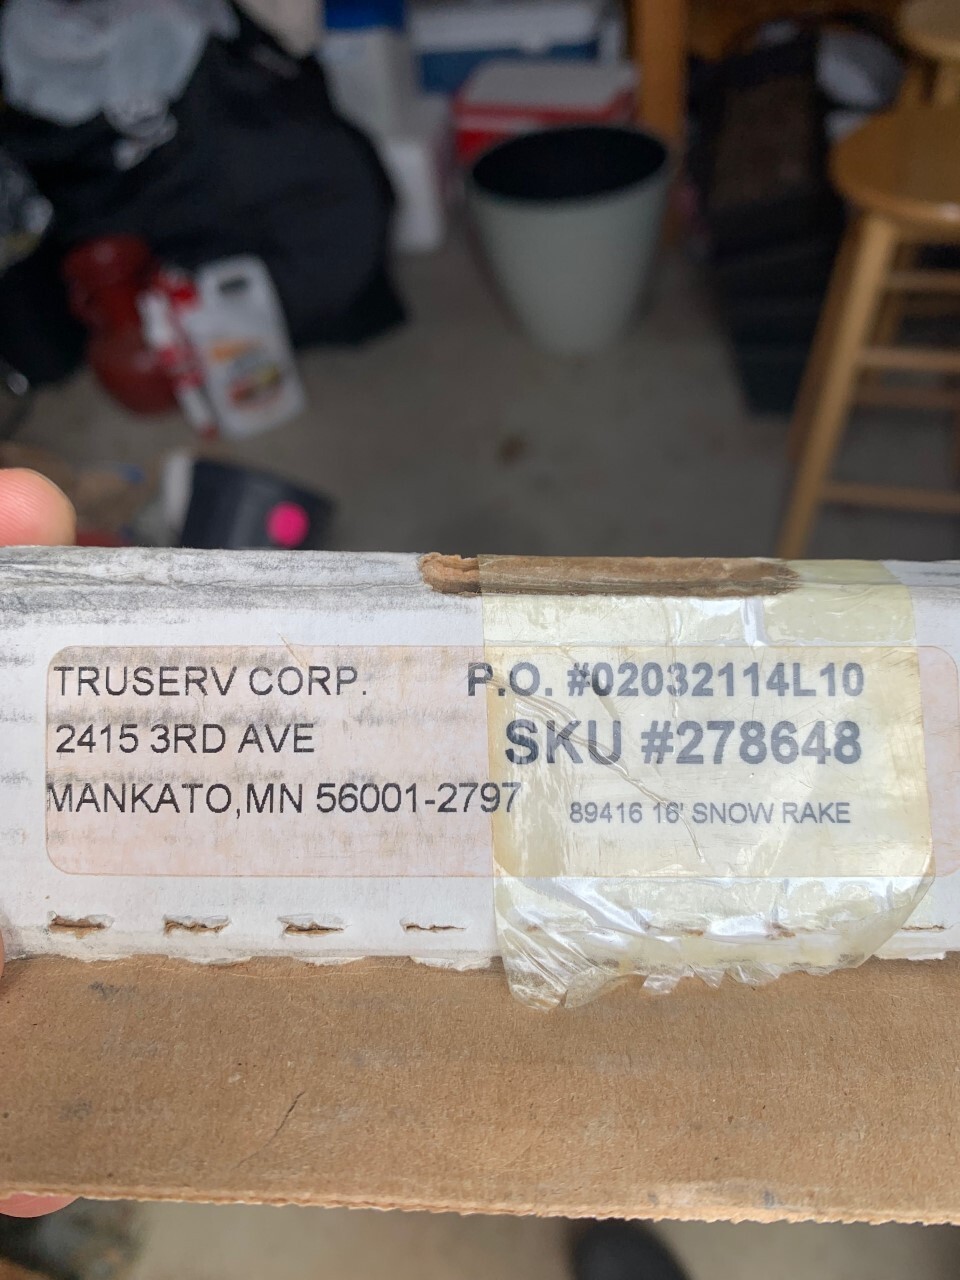 TRUSERV CORP. P.O. #02032114L10
2415 3RD AVE SKU #278648
MANKATO,MN 56001-2797 89416 16' SNOW RAKE